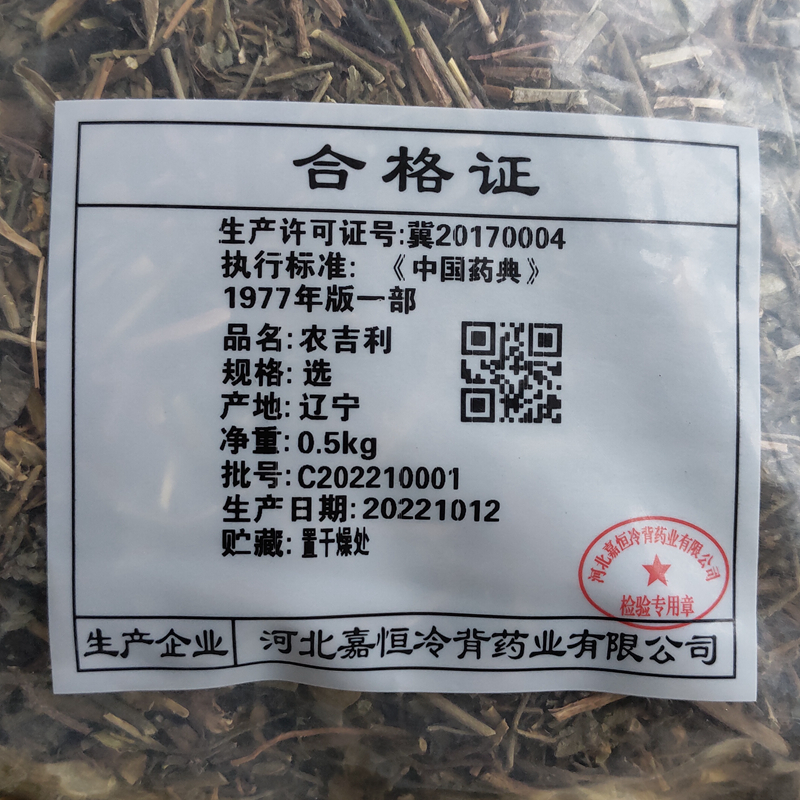 合格证
生产许可证号:冀20170004
执行标准: 《中国药典》
1977年版一部
品名:农吉利
规格:选
产地:辽宁
净重:0.5kg
批号:C202210001
生产日期:20221012
贮藏:置干燥处
河北嘉恒冷背药业有限公司
检验专用章
生产企业 河北嘉恒冷背药业有限公司